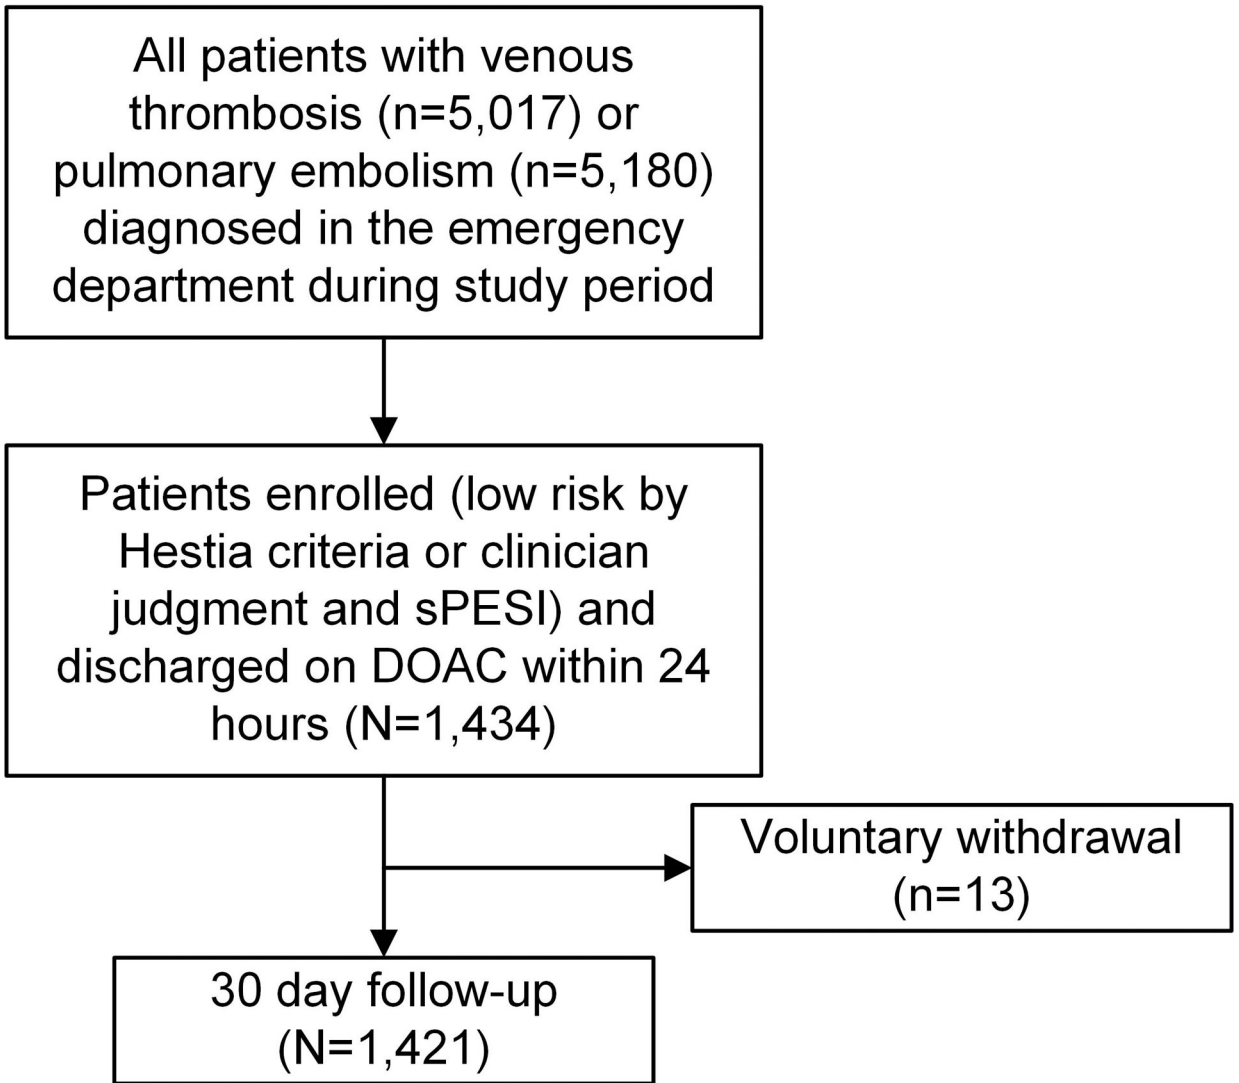 All patients with venous
thrombosis (n=5,017) or
pulmonary embolism (n=5,180)
diagnosed in the emergency
department during study period
Patients enrolled (low risk by
Hestia criteria or clinician
judgment and sPESI) and
discharged on DOAC within 24
hours (N=1,434)
Voluntary withdrawal
(n=13)
30 day follow-up
(N=1,421)